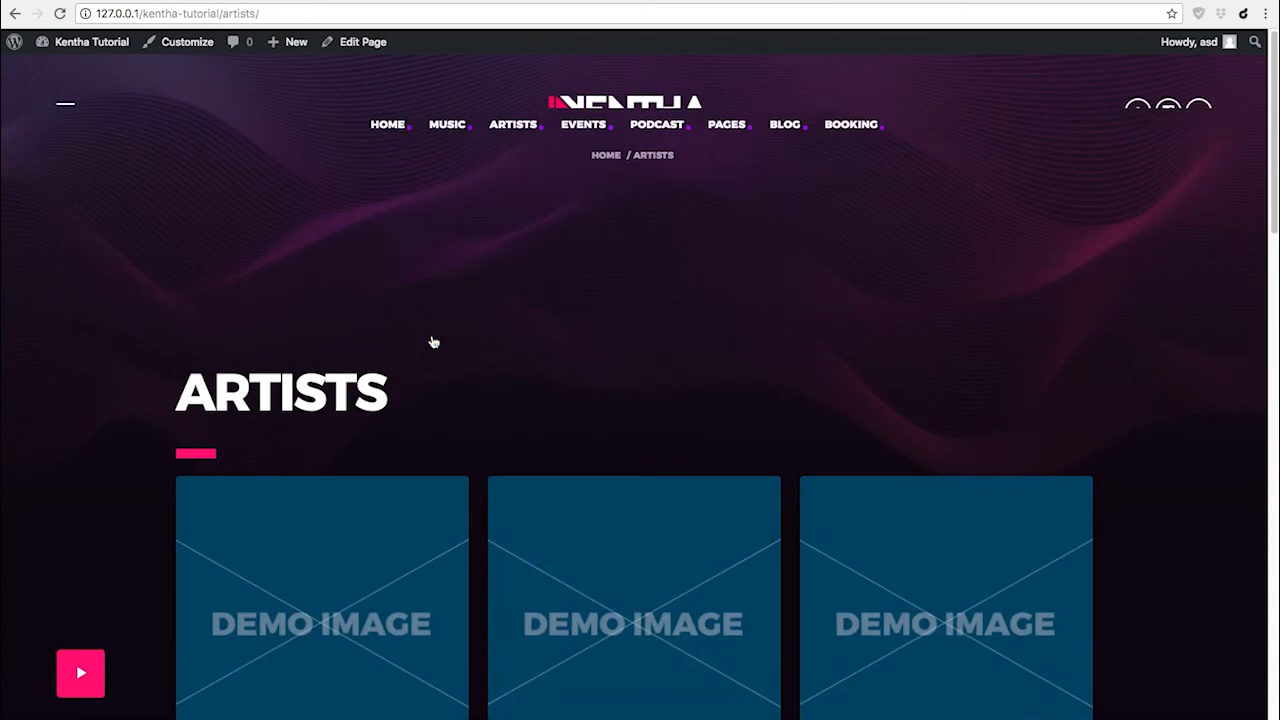 127.0.0.1/kentha-tutorial/artists/
Kentha Tutorial Customize 0 New Edit Page Howdy, asd
HOME MUSIC ARTISTS EVENTS PODCAST PAGES BLOG BOOKING
HOME / ARTISTS
ARTISTS
DEMO IMAGE DEMO IMAGE DEMO IMAGE